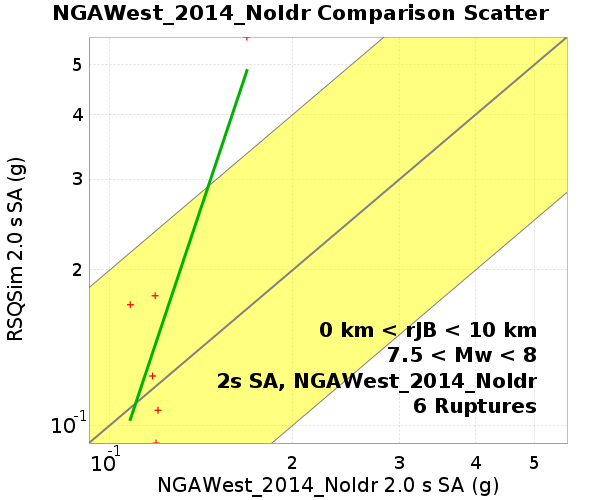 NGAWest_2014_NoIdr Comparison Scatter
RSQSim 2.0 s SA (g)
5
4
3
2
10-1
0 km < rJB < 10 km
7.5 < Mw < 8
2s SA, NGAWest_2014_NoIdr
6 Ruptures
10-1 2 3 4 5
NGAWest_2014_NoIdr 2.0 s SA (g)